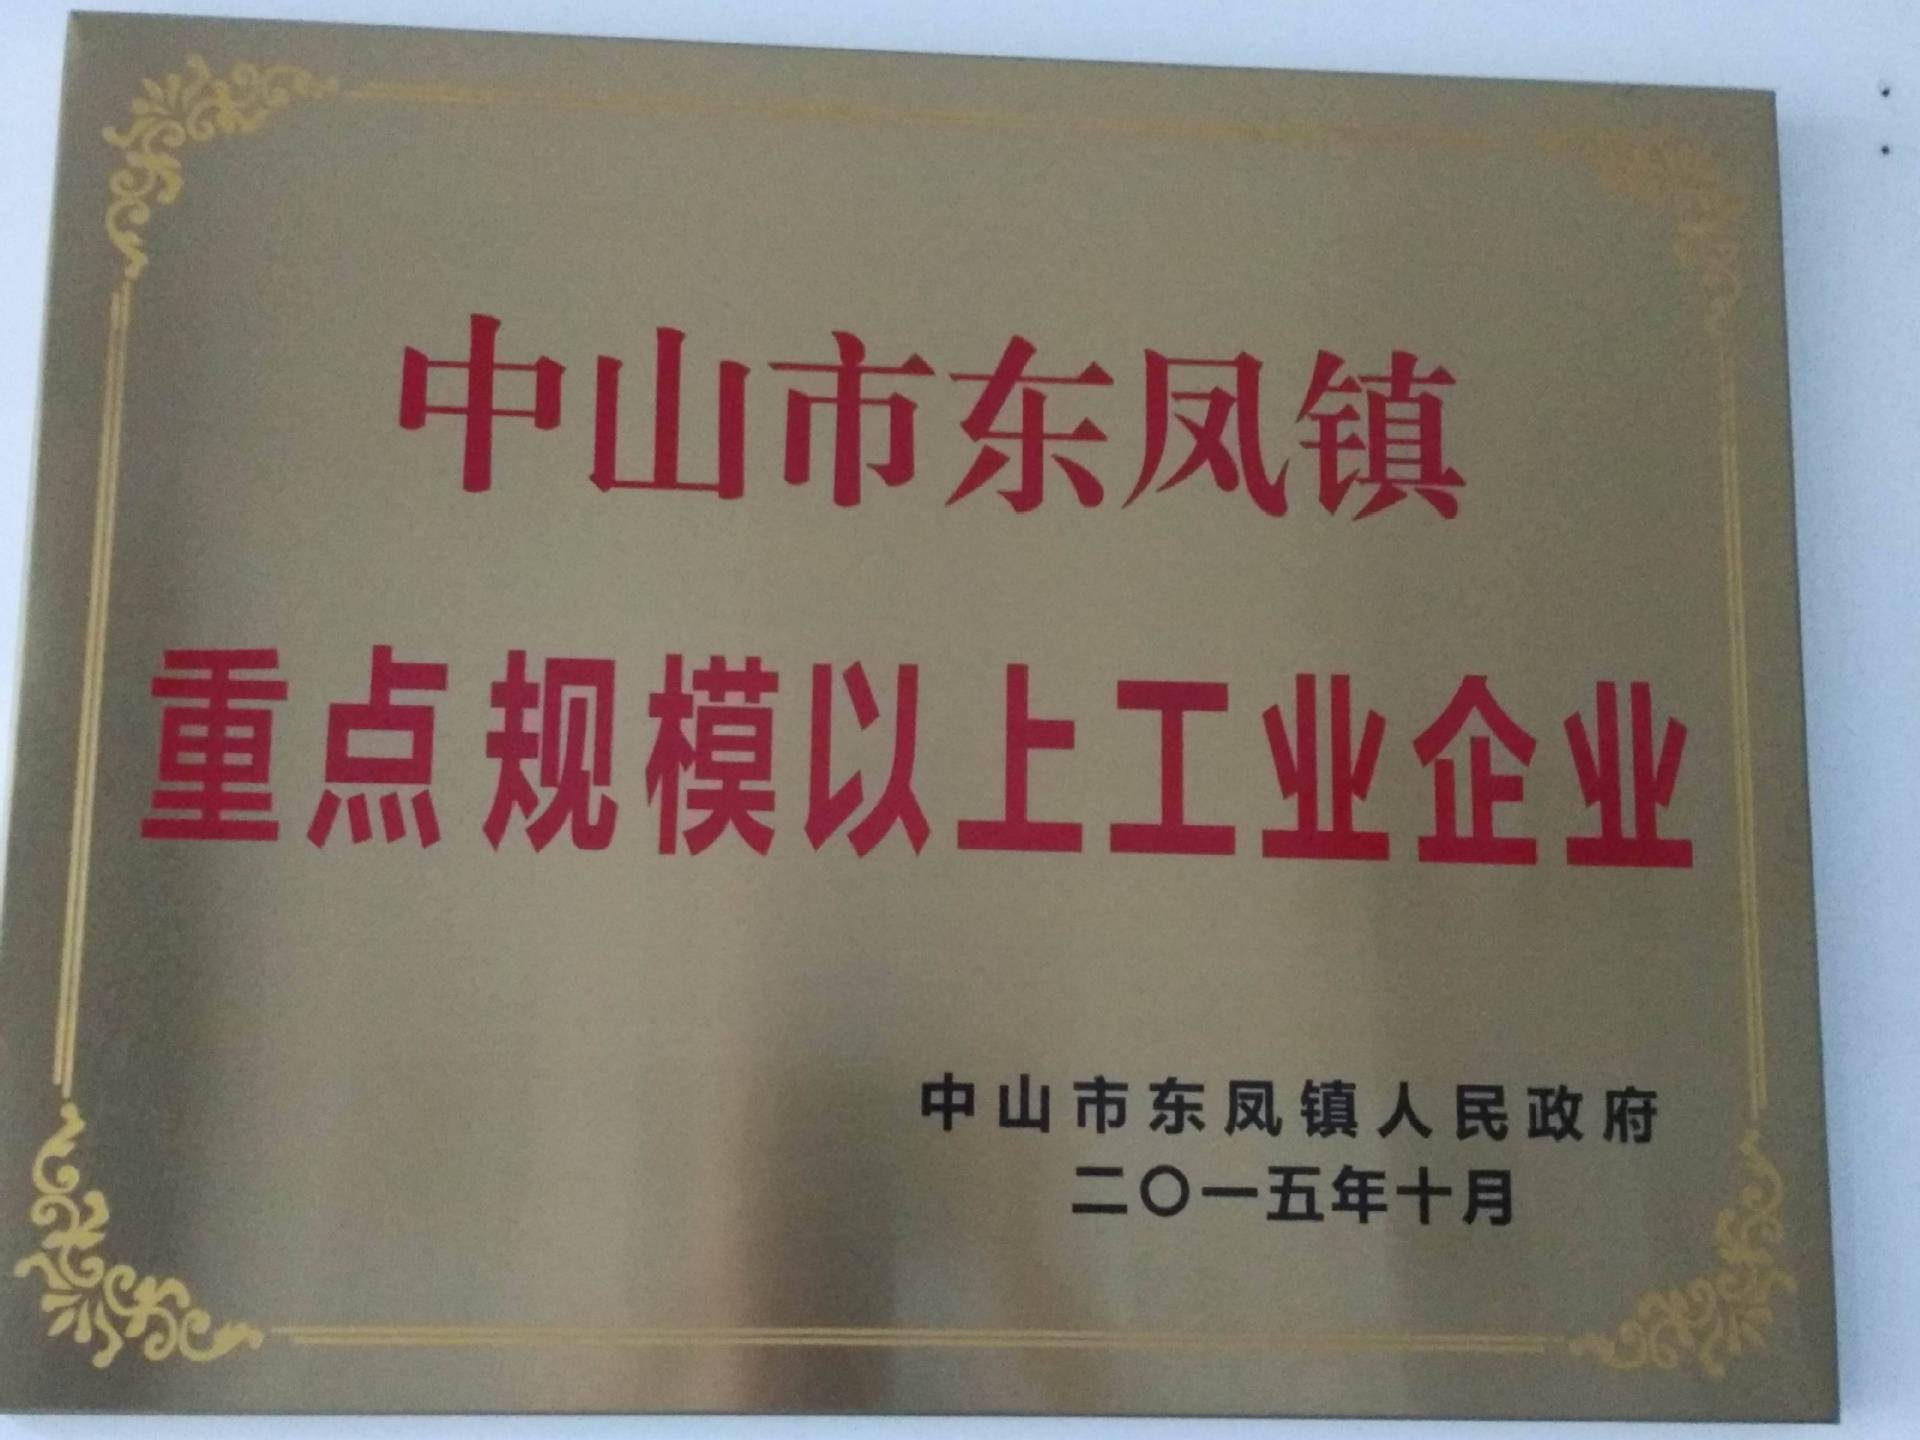 中山市东凤镇
重点规模以上工业企业
中山市东凤镇人民政府
二〇一五年十月